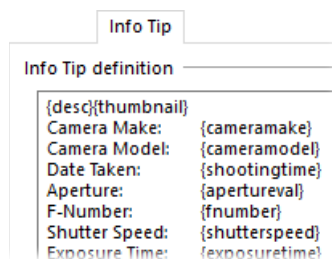 Info Tip
Info Tip definition
{desc}{thumbnail}
Camera Make: {cameramake}
Camera Model: {cameramodel}
Date Taken: {shootingtime}
Aperture: {apertureval}
F-Number: {fnumber}
Shutter Speed: {shutterspeed}
Exposure Time: {exposuretime}